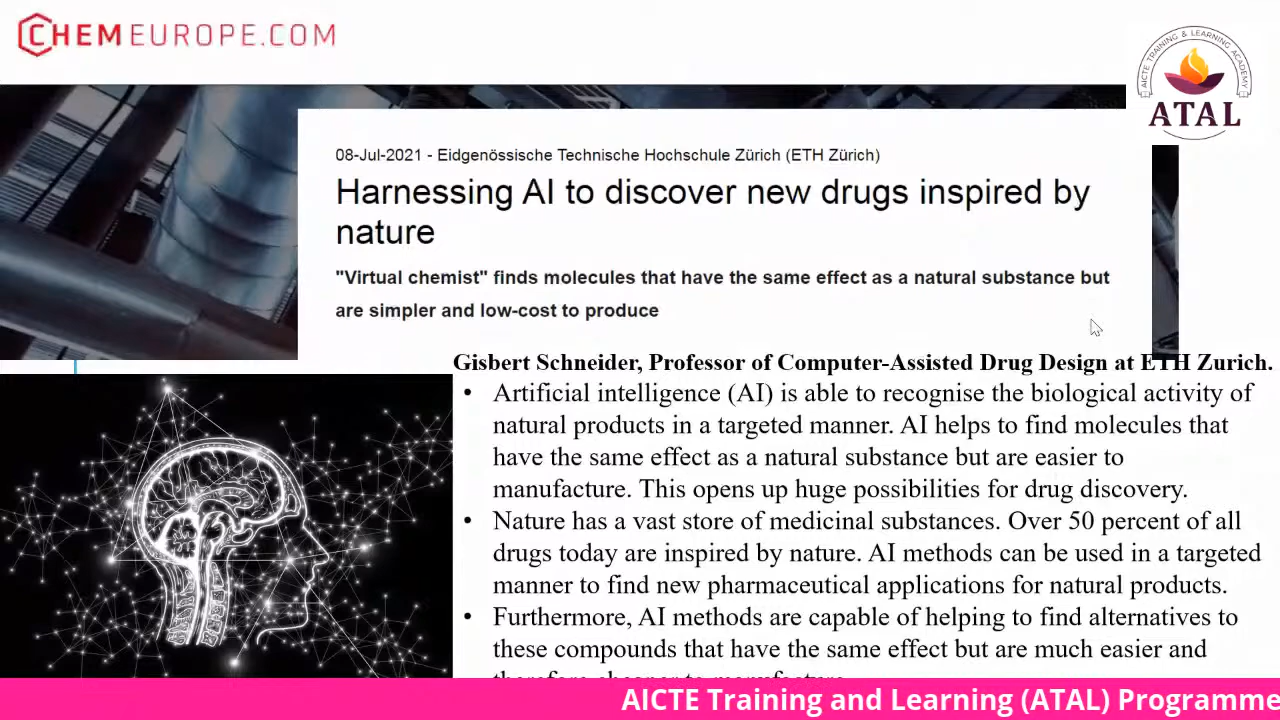 CHEMEUROPE.COM
AICTE TRAINING & LEARNING ACADEMY
ATAL
08-Jul-2021 - Eidgenössische Technische Hochschule Zürich (ETH Zürich)
Harnessing AI to discover new drugs inspired by
nature
"Virtual chemist" finds molecules that have the same effect as a natural substance but
are simpler and low-cost to produce
Gisbert Schneider, Professor of Computer-Assisted Drug Design at ETH Zurich.
• Artificial intelligence (AI) is able to recognise the biological activity of
natural products in a targeted manner. AI helps to find molecules that
have the same effect as a natural substance but are easier to
manufacture. This opens up huge possibilities for drug discovery.
• Nature has a vast store of medicinal substances. Over 50 percent of all
drugs today are inspired by nature. AI methods can be used in a targeted
manner to find new pharmaceutical applications for natural products.
• Furthermore, AI methods are capable of helping to find alternatives to
these compounds that have the same effect but are much easier and
AICTE Training and Learning (ATAL) Programme